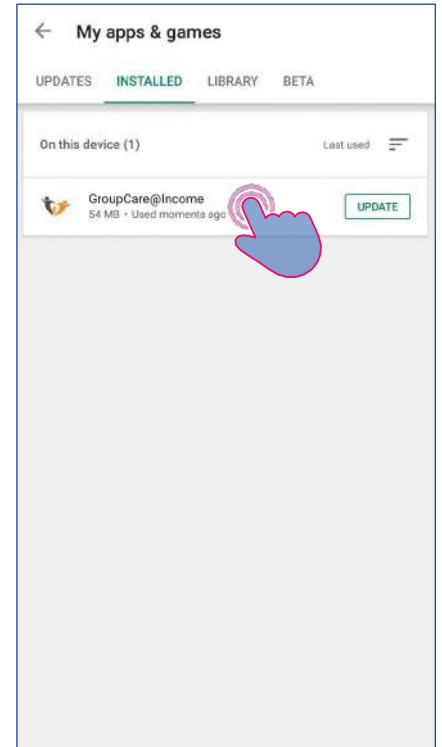 My apps & games
UPDATES INSTALLED LIBRARY BETA
On this device (1) Last used
GroupCare@Income
54 MB · Used moments ago
UPDATE